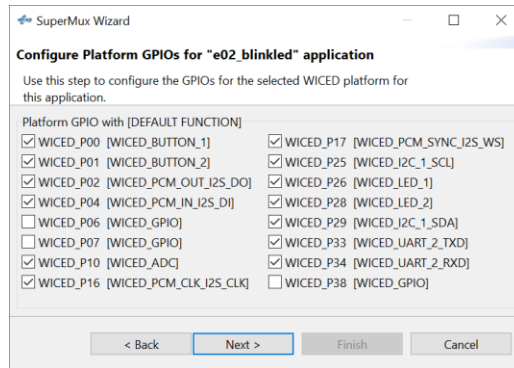 SuperMux Wizard
Configure Platform GPIOs for "e02_blinkled" application
Use this step to configure the GPIOs for the selected WICED platform for
this application.
Platform GPIO with [DEFAULT FUNCTION]
WICED_P00 [WICED_BUTTON_1]
WICED_P01 [WICED_BUTTON_2]
WICED_P02 [WICED_PCM_OUT_I2S_DO]
WICED_P04 [WICED_PCM_IN_I2S_DI]
WICED_P06 [WICED_GPIO]
WICED_P07 [WICED_GPIO]
WICED_P10 [WICED_ADC]
WICED_P16 [WICED_PCM_CLK_I2S_CLK]
WICED_P17 [WICED_PCM_SYNC_I2S_WS]
WICED_P25 [WICED_I2C_1_SCL]
WICED_P26 [WICED_LED_1]
WICED_P28 [WICED_LED_2]
WICED_P29 [WICED_I2C_1_SDA]
WICED_P33 [WICED_UART_2_TXD]
WICED_P34 [WICED_UART_2_RXD]
WICED_P38 [WICED_GPIO]
< Back Next > Finish Cancel